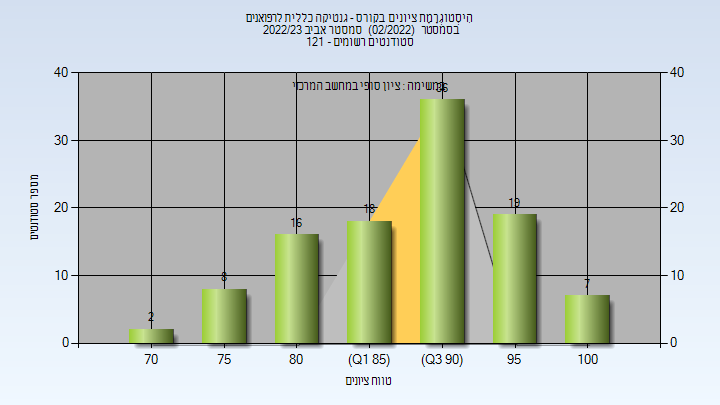 היסטוגרמת ציונים בקורס - גנטיקה כללית לרפואנים
בסמסטר (02/2022) סמסטר אביב 2022/23
סטודנטים רשומים - 121
משימה : ציון סופי במחשב המרכזי
40 40
30 30
20 20
10 10
0 0
2 8 16 18 36 19 7
70 75 80 (Q1 85) (Q3 90) 95 100
מספר סטודנטים
טווח ציונים